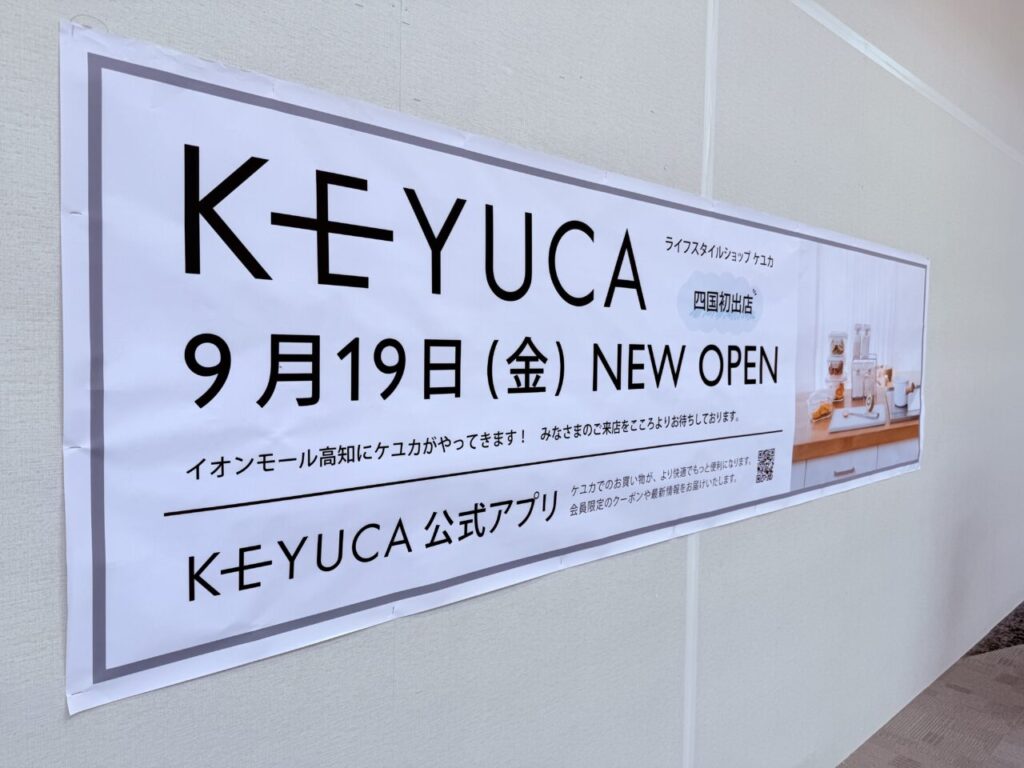 KEYUCA
ライフスタイルショップ ケユカ
四国初出店
9月19日(金) NEW OPEN
イオンモール高知にケユカがやってきます！ みなさまのご来店をこころよりお待ちしております。
KEYUCA 公式アプリ
ケユカでのお買い物が、より快適でもっと便利になります。
会員限定のクーポンや最新情報をお届けいたします。